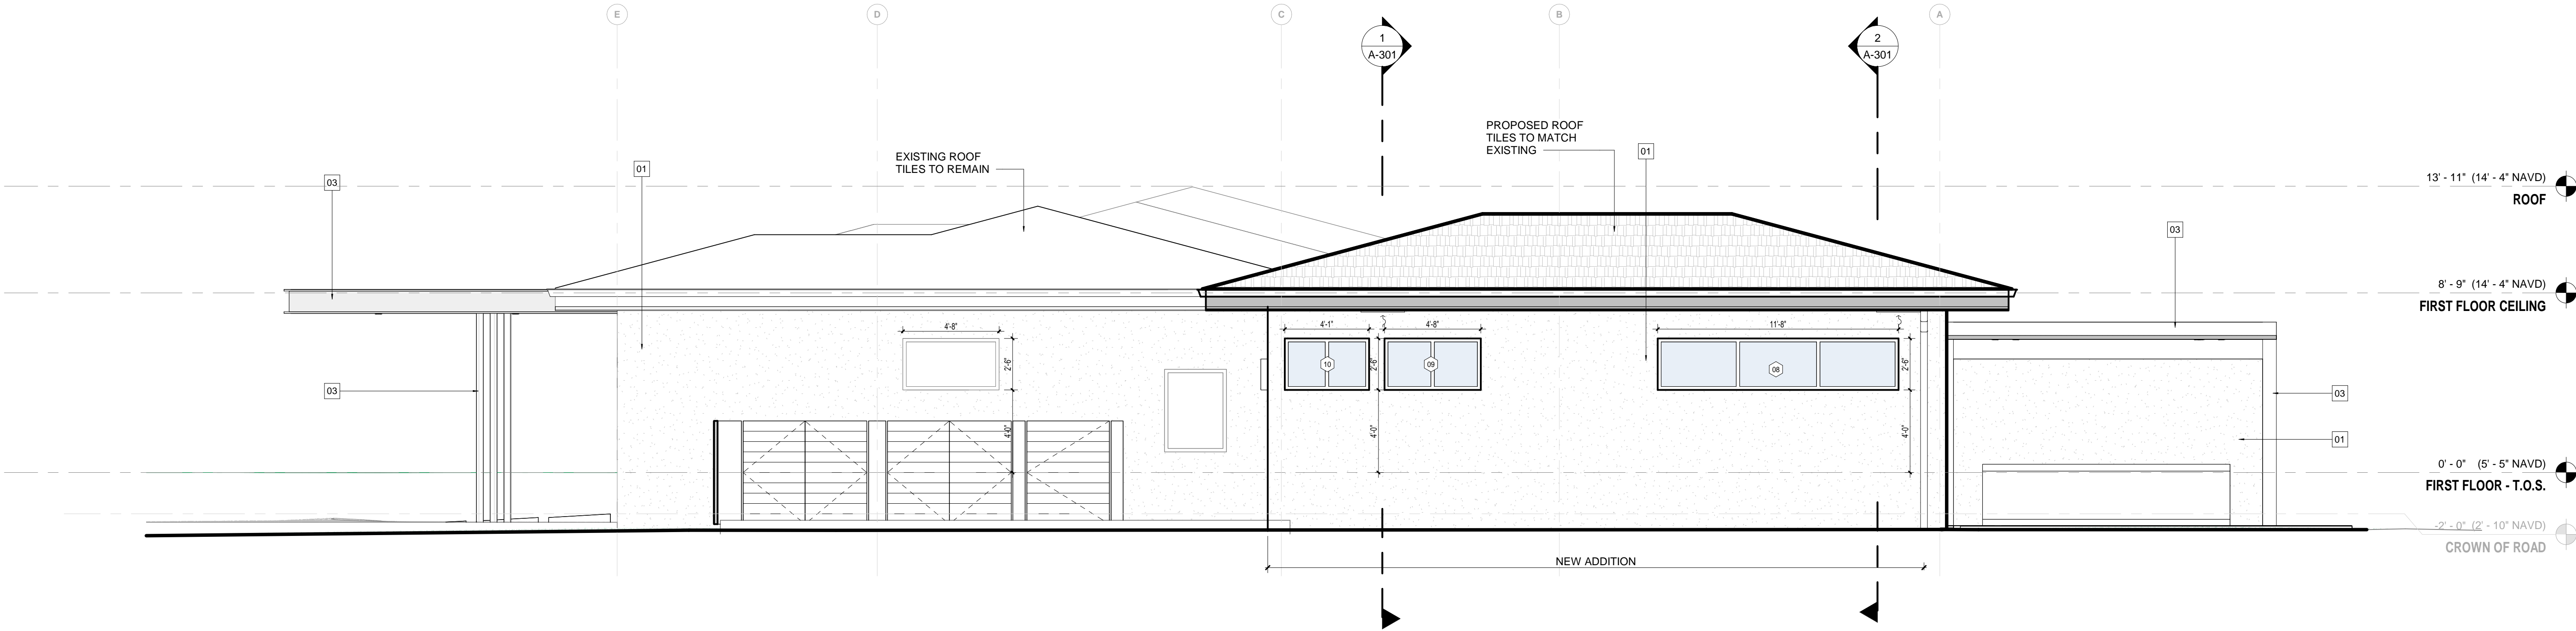 E
D
C
B
A
1
A-301
2
A-301
PROPOSED ROOF
TILES TO MATCH
EXISTING
01
EXISTING ROOF
TILES TO REMAIN
01
03
13' - 11" (14' - 4" NAVD)
ROOF
03
8' - 9" (14' - 4" NAVD)
FIRST FLOOR CEILING
4'-8"
4'-1"
4'-8"
11'-8"
2'-6"
2'-6"
2'-6"
10
09
08
03
03
4'-0"
4'-0"
4'-0"
01
0' - 0" (5' - 5" NAVD)
FIRST FLOOR - T.O.S.
-2' - 0" (2' - 10" NAVD)
CROWN OF ROAD
NEW ADDITION